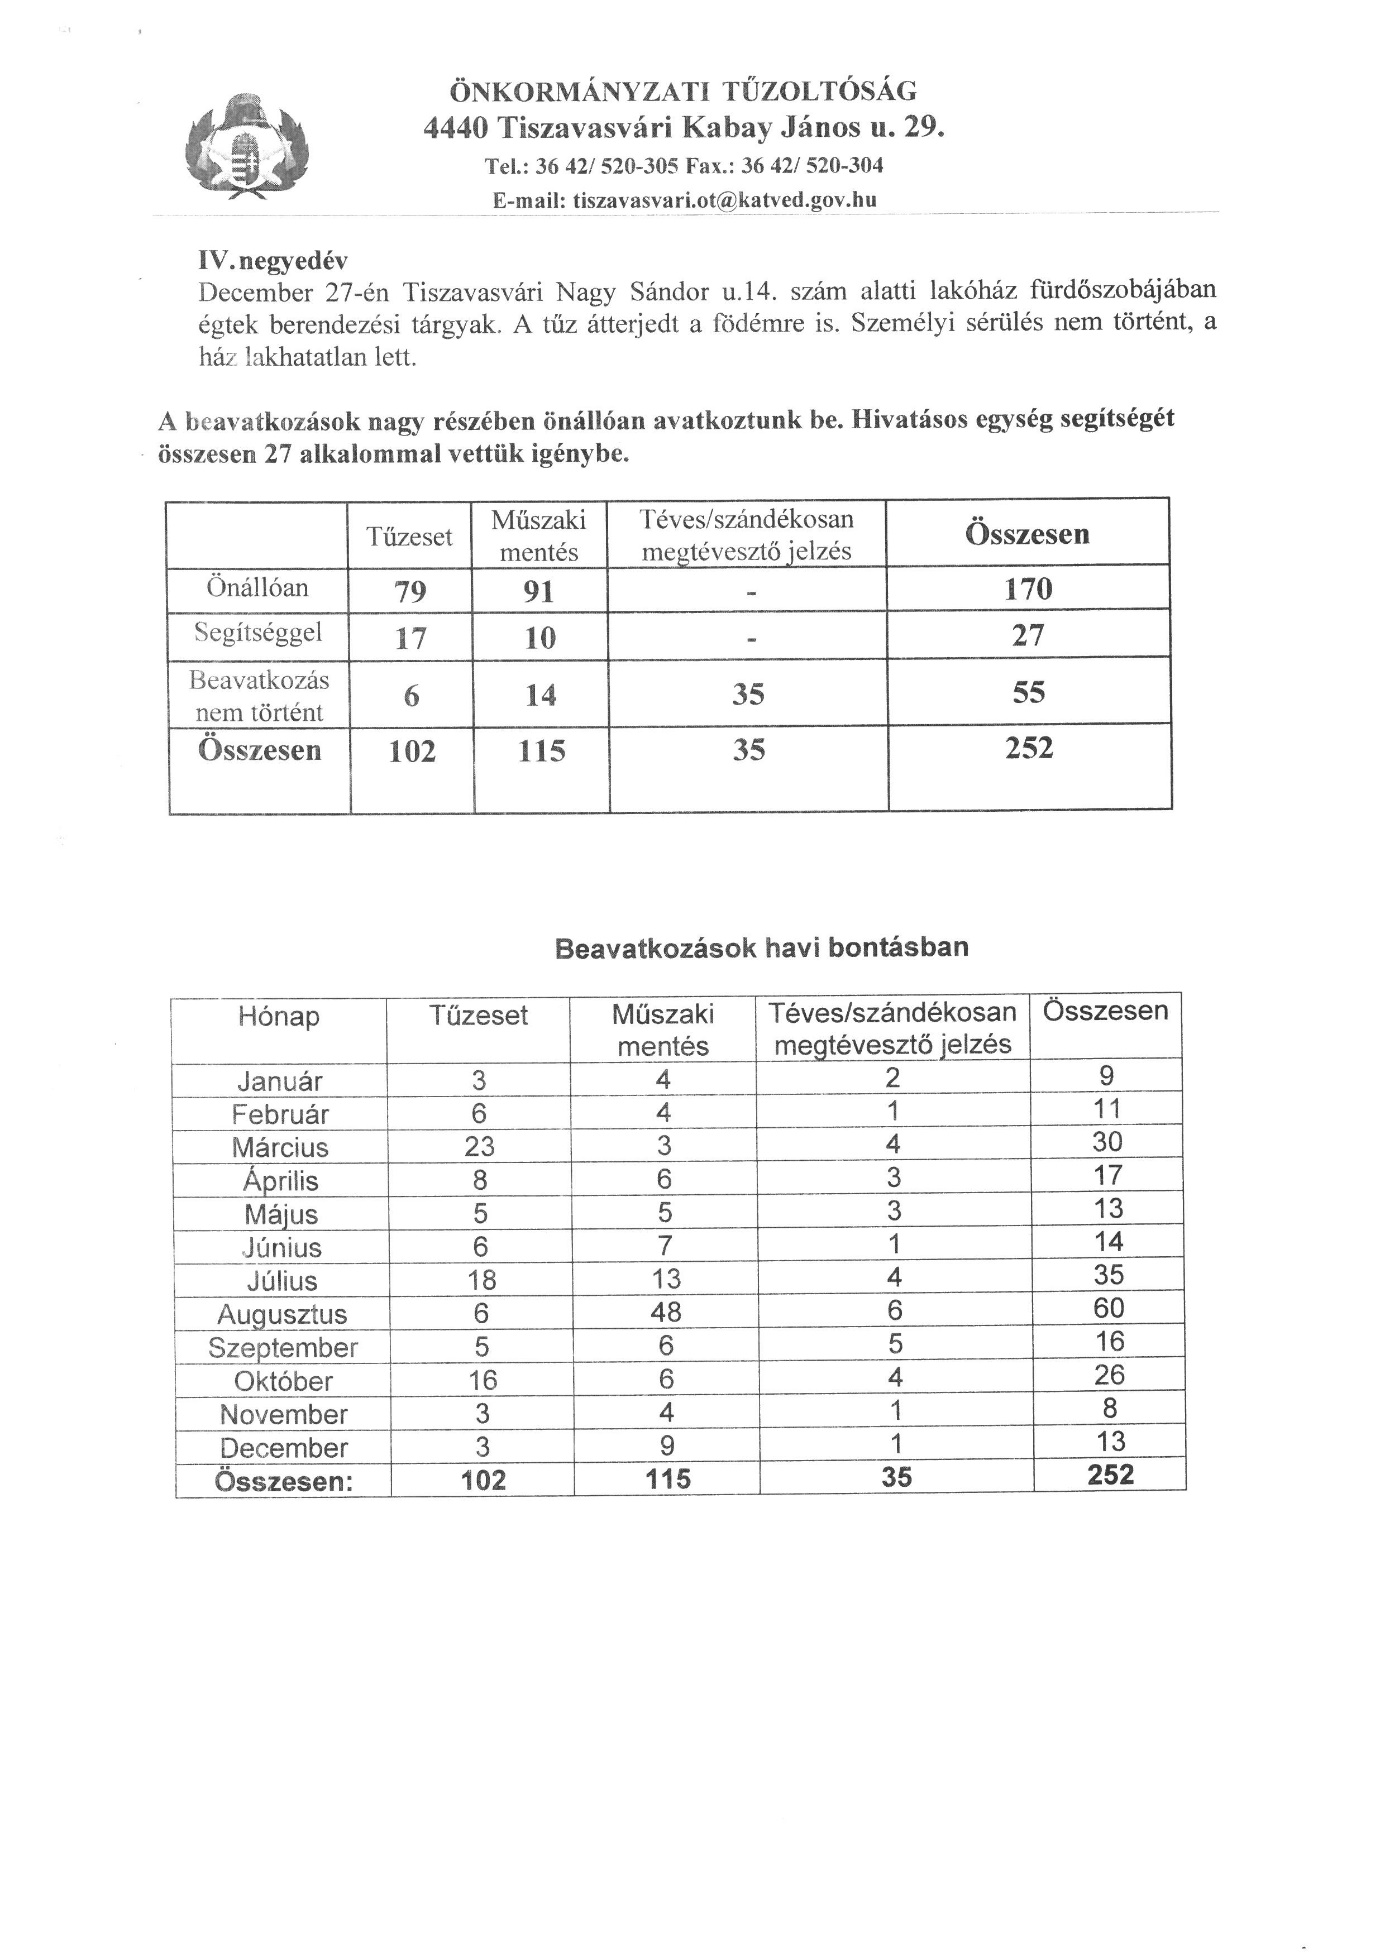 ÖNKORMÁNYZATI TŰZOLTÓSÁG
4440 Tiszavasvári Kabay János u. 29.
Tel.: 36 42/ 520-305 Fax.: 36 42/ 520-304
E-mail: tiszavasvari.ot@katved.gov.hu
IV. negyedév
December 27-én Tiszavasvári Nagy Sándor u.14. szám alatti lakóház fürdőszobájában
égtek berendezési tárgyak. A tűz átterjedt a födémre is. Személyi sérülés nem történt, a
ház lakhatatlan lett.
A beavatkozások nagy részében önállóan avatkoztunk be. Hivatásos egység segítségét
összesen 27 alkalommal vettük igénybe.
Tűzeset Műszaki mentés Téves/szándékosan megtévesztő jelzés Összesen
Önállóan 79 91 - 170
Segítséggel 17 10 - 27
Beavatkozás nem történt 6 14 35 55
Összesen 102 115 35 252
Beavatkozások havi bontásban
Hónap Tűzeset Műszaki mentés Téves/szándékosan megtévesztő jelzés Összesen
Január 3 4 2 9
Február 6 4 1 11
Március 23 3 4 30
Április 8 6 3 17
Május 5 5 3 13
Június 6 7 1 14
Július 18 13 4 35
Augusztus 6 48 6 60
Szeptember 5 6 5 16
Október 16 6 4 26
November 3 4 1 8
December 3 9 1 13
Összesen: 102 115 35 252